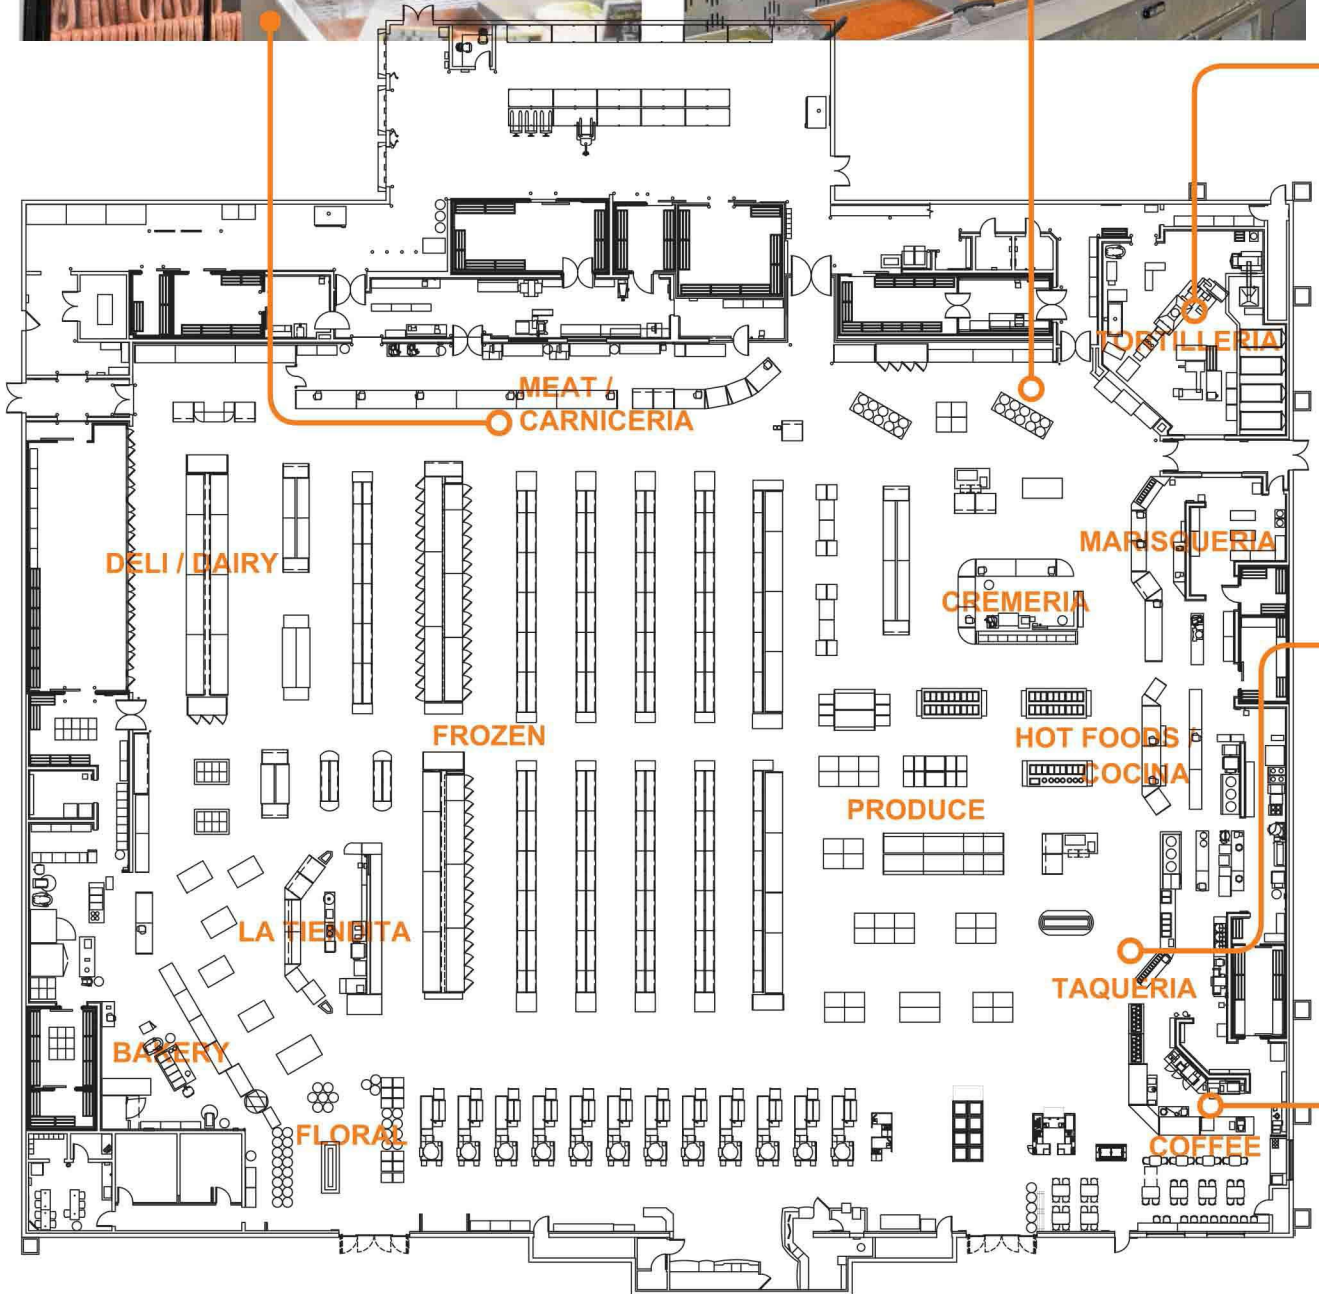 TORTILLERIA
MEAT /
CARNICERIA
MARISQUERIA
DELI / DAIRY
CREMERIA
FROZEN
HOT FOODS /
COCINA
PRODUCE
LA TIENDITA
TAQUERIA
BAKERY
FLORAL
COFFEE